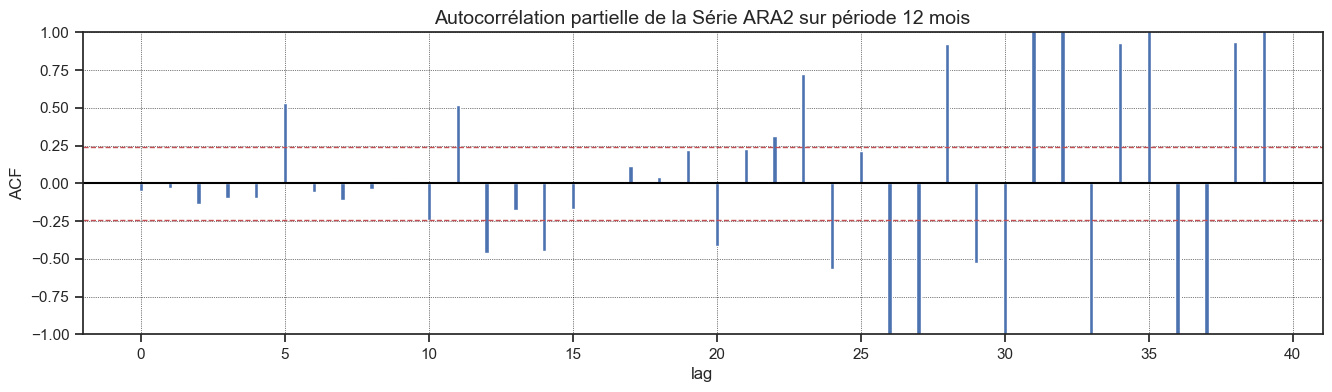 Autocorrélation partielle de la Série ARA2 sur période 12 mois
1.00
0.75
0.50
0.25
0.00
−0.25
−0.50
−0.75
−1.00
ACF
0 5 10 15 20 25 30 35 40
lag